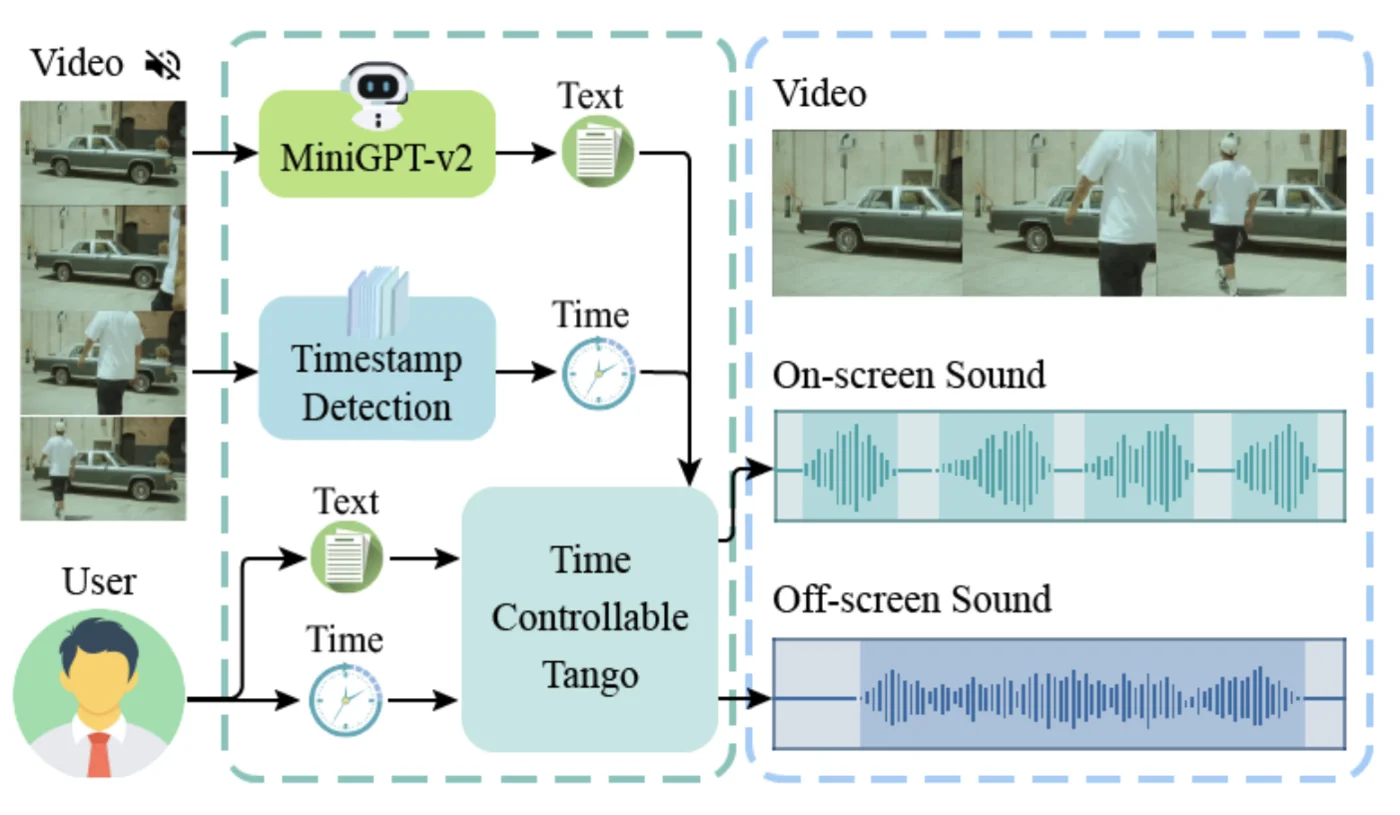 Video
MiniGPT-v2
Text
Timestamp
Detection
Time
User
Text
Time
Time
Controllable
Tango
Video
On-screen Sound
Off-screen Sound